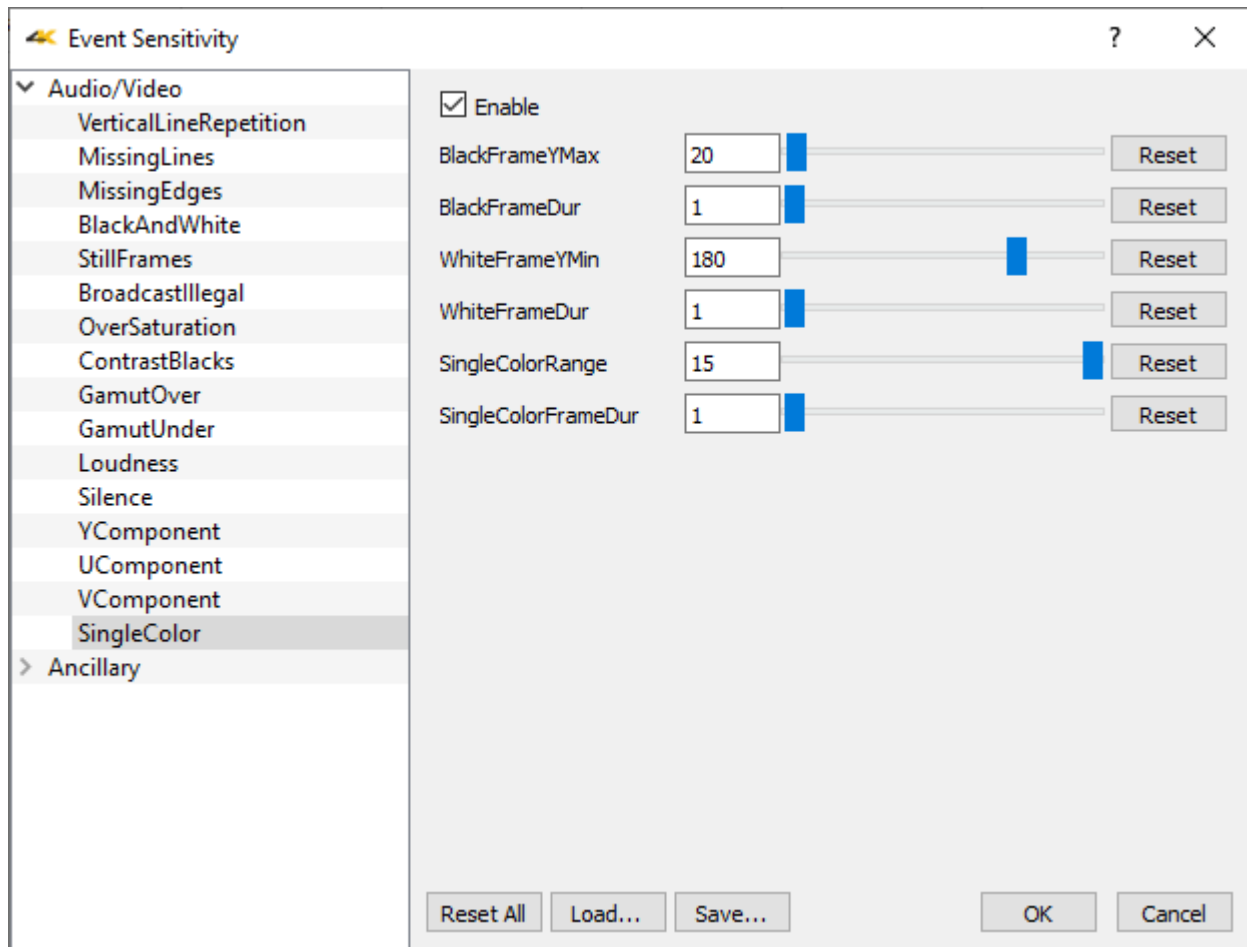 4K Event Sensitivity ?
Audio/Video
VerticalLineRepetition
MissingLines
MissingEdges
BlackAndWhite
StillFrames
BroadcastIllegal
OverSaturation
ContrastBlacks
GamutOver
GamutUnder
Loudness
Silence
YComponent
UComponent
VComponent
SingleColor
Ancillary
Enable
BlackFrameYMax 20 Reset
BlackFrameDur 1 Reset
WhiteFrameYMin 180 Reset
WhiteFrameDur 1 Reset
SingleColorRange 15 Reset
SingleColorFrameDur 1 Reset
Reset All Load... Save... OK Cancel